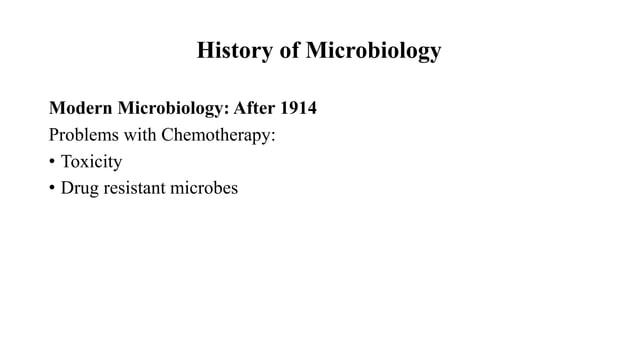 History of Microbiology
Modern Microbiology: After 1914
Problems with Chemotherapy:
• Toxicity
• Drug resistant microbes